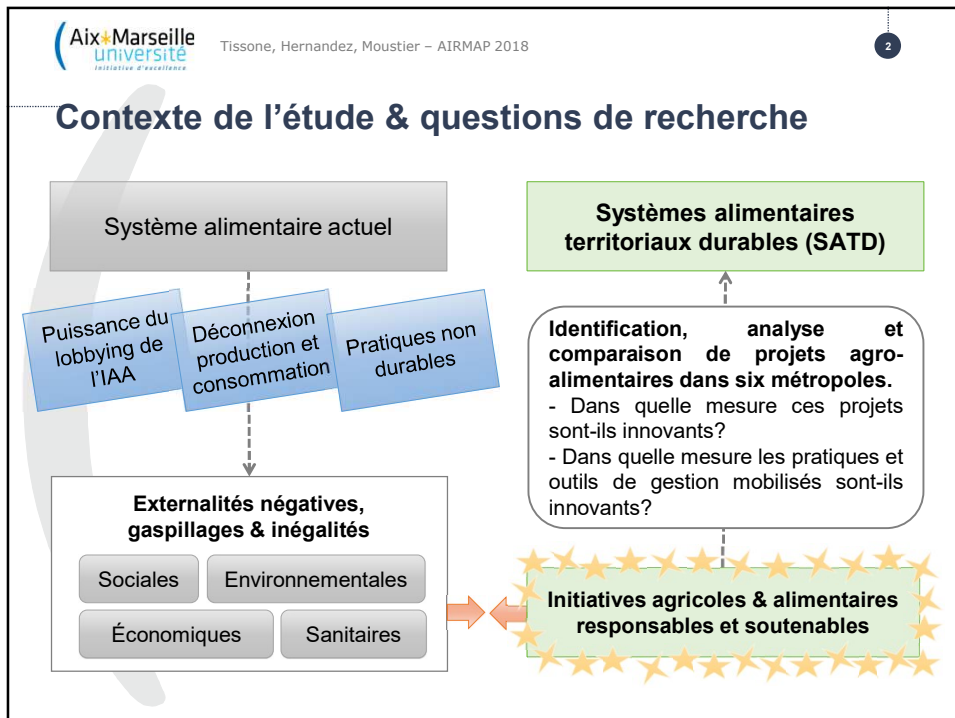 Aix*Marseille
université
Initiative d'excellence
Tissone, Hernandez, Moustier – AIRMAP 2018
2
Contexte de l'étude & questions de recherche
Système alimentaire actuel
Puissance du
lobbying de
l'IAA
Déconnexion
production et
consommation
Pratiques non
durables
Externalités négatives,
gaspillages & inégalités
Sociales
Environnementales
Économiques
Sanitaires
Systèmes alimentaires
territoriaux durables (SATD)
Identification, analyse et
comparaison de projets agro-
alimentaires dans six métropoles.
- Dans quelle mesure ces projets
sont-ils innovants?
- Dans quelle mesure les pratiques et
outils de gestion mobilisés sont-ils
innovants?
Initiatives agricoles & alimentaires
responsables et soutenables